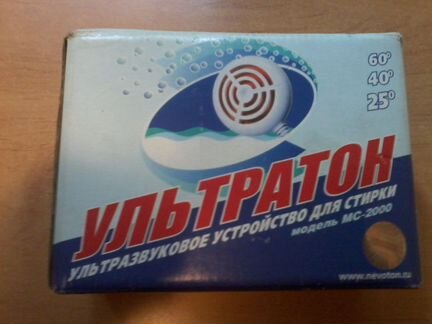 60°
40°
25°
УЛЬТРАТОН
УЛЬТРАЗВУКОВОЕ УСТРОЙСТВО ДЛЯ СТИРКИ
модель МС-2000
www.nevoton.ru